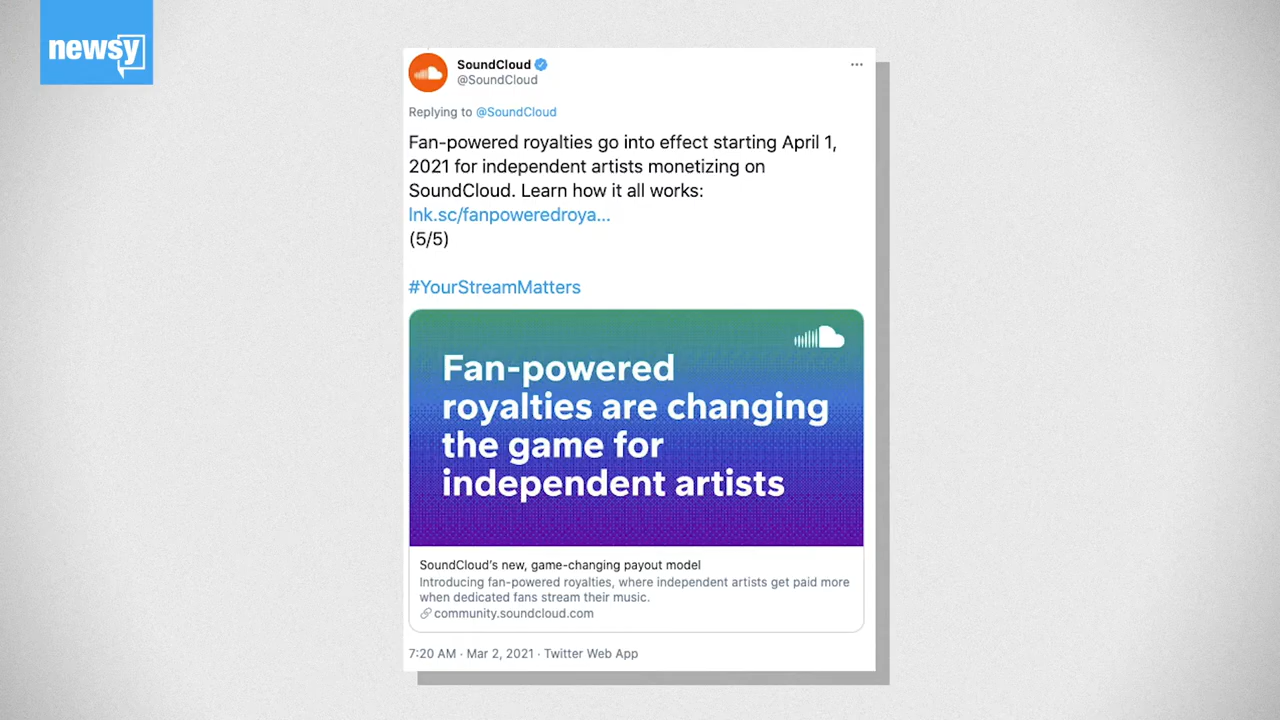 newsy
SoundCloud
@SoundCloud
Replying to @SoundCloud
Fan-powered royalties go into effect starting April 1,
2021 for independent artists monetizing on
SoundCloud. Learn how it all works:
lnk.sc/fanpoweredroya...
(5/5)
#YourStreamMatters
Fan-powered
royalties are changing
the game for
independent artists
SoundCloud's new, game-changing payout model
Introducing fan-powered royalties, where independent artists get paid more
when dedicated fans stream their music.
community.soundcloud.com
7:20 AM · Mar 2, 2021 · Twitter Web App